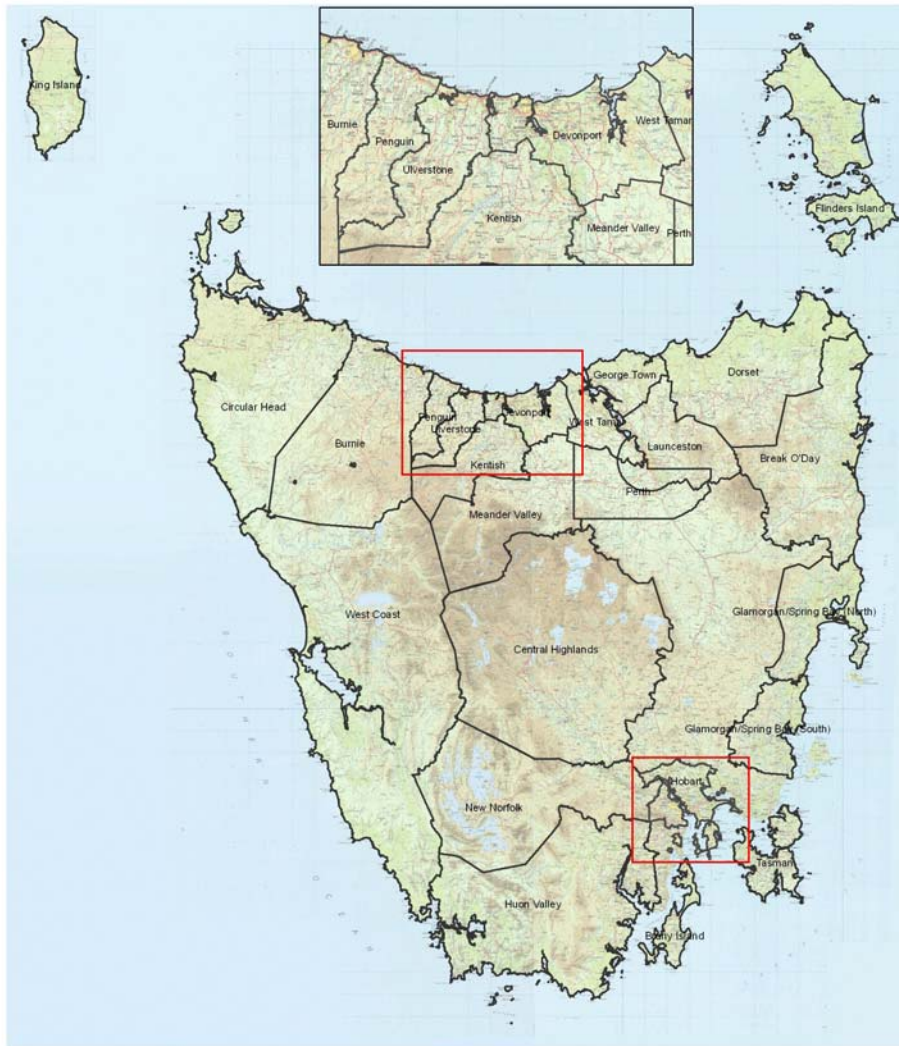 King Island
Burnie
Penguin
Ulverstone
Devonport
West Tamar
Kentish
Meander Valley
Perth
Flinders Island
Circular Head
Burnie
Penguin
Ulverstone
Devonport
Kentish
West Tama
George Town
Dorset
Launceston
Break O'Day
Perth
Meander Valley
West Coast
Central Highlands
Glamorgan/Spring Bay (North)
Glamorgan/Spring Bay (South)
Hobart
New Norfolk
Tasman
Huon Valley
Bruny Island